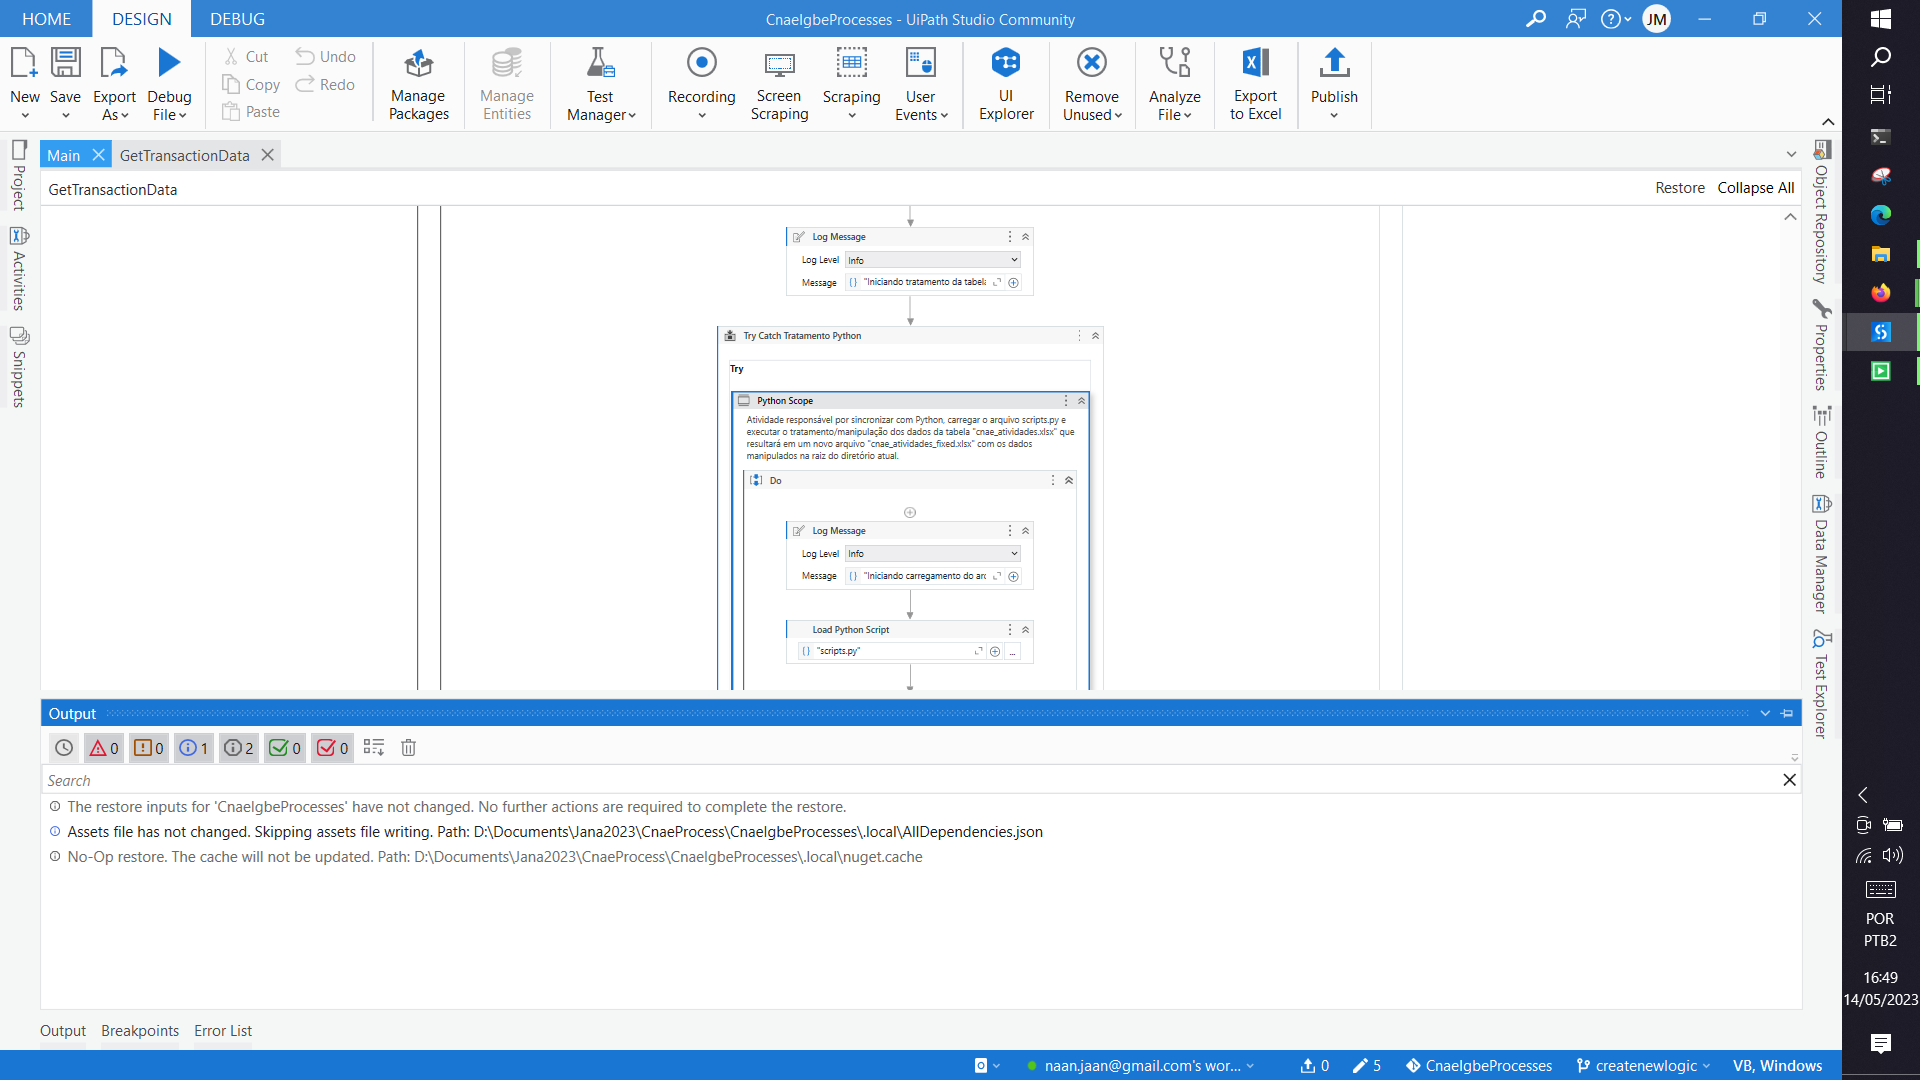 HOME DESIGN DEBUG
CnaeIgbeProcesses - UiPath Studio Community
JM
New Save Export As Debug File
Cut Copy Paste Undo Redo
Manage Packages
Manage Entities
Test Manager
Recording
Screen Scraping
Scraping
User Events
UI Explorer
Remove Unused
Analyze File
Export to Excel
Publish
Main GetTransactionData
GetTransactionData
Restore Collapse All
Project
Activities
Snippets
Log Message
Log Level Info
Message "Iniciando tratamento da tabela
Try Catch Tratamento Python
Try
Python Scope
Atividade responsável por sincronizar com Python, carregar o arquivo scripts.py e
executar o tratamento/manipulação dos dados da tabela "cnae_atividades.xlsx" que
resultará em um novo arquivo "cnae_atividades_fixed.xlsx" com os dados
manipulados na raiz do diretório atual.
Do
Log Message
Log Level Info
Message "Iniciando carregamento do arq
Load Python Script
"scripts.py"
...
Object Repository
Properties
Outline
Data Manager
Test Explorer
Output
0 0 1 2 0 0
Search
The restore inputs for 'CnaeIgbeProcesses' have not changed. No further actions are required to complete the restore.
Assets file has not changed. Skipping assets file writing. Path: D:\Documents\Jana2023\CnaeProcess\CnaeIgbeProcesses\.local\AllDependencies.json
No-Op restore. The cache will not be updated. Path: D:\Documents\Jana2023\CnaeProcess\CnaeIgbeProcesses\.local\nuget.cache
Output Breakpoints Error List
naan.jaan@gmail.com's wor... 0 5 CnaeIgbeProcesses createnewlogic VB, Windows
POR
PTB2
16:49
14/05/2023